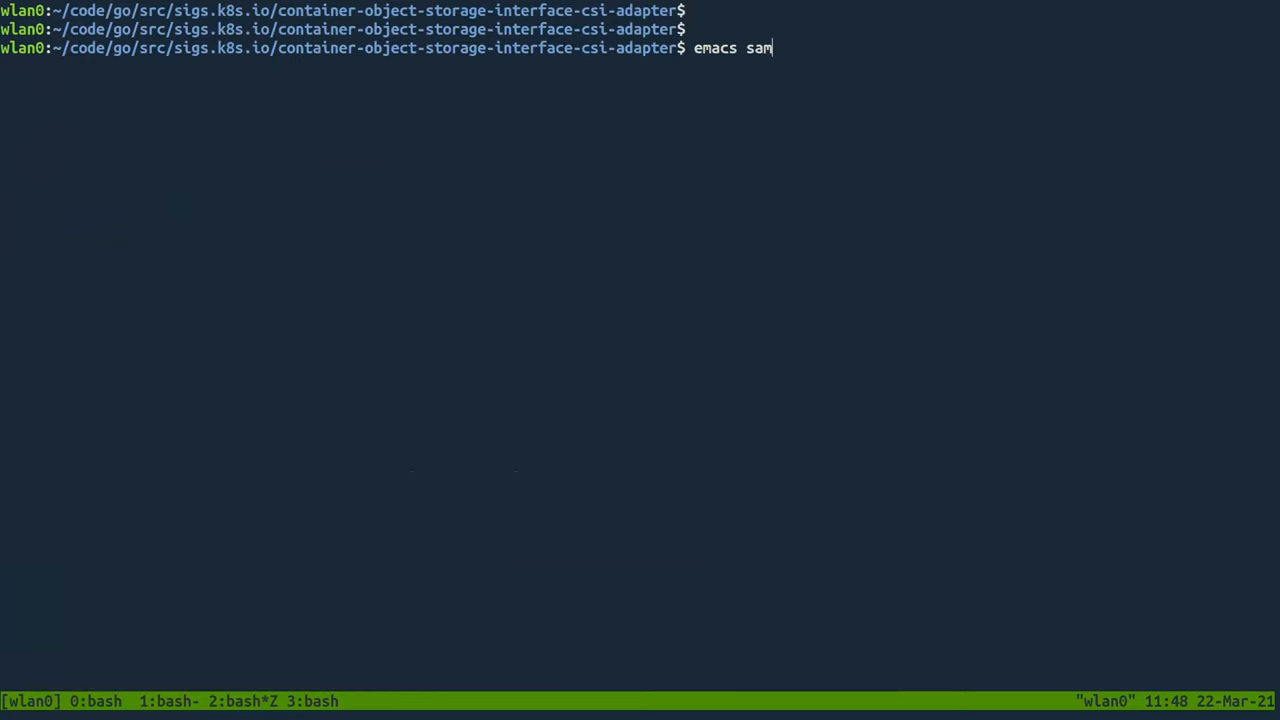 wlan0:~/code/go/src/sigs.k8s.io/container-object-storage-interface-csi-adapter$
wlan0:~/code/go/src/sigs.k8s.io/container-object-storage-interface-csi-adapter$
wlan0:~/code/go/src/sigs.k8s.io/container-object-storage-interface-csi-adapter$ emacs sam
[wlan0] 0:bash  1:bash- 2:bash*Z 3:bash "wlan0" 11:48 22-Mar-21